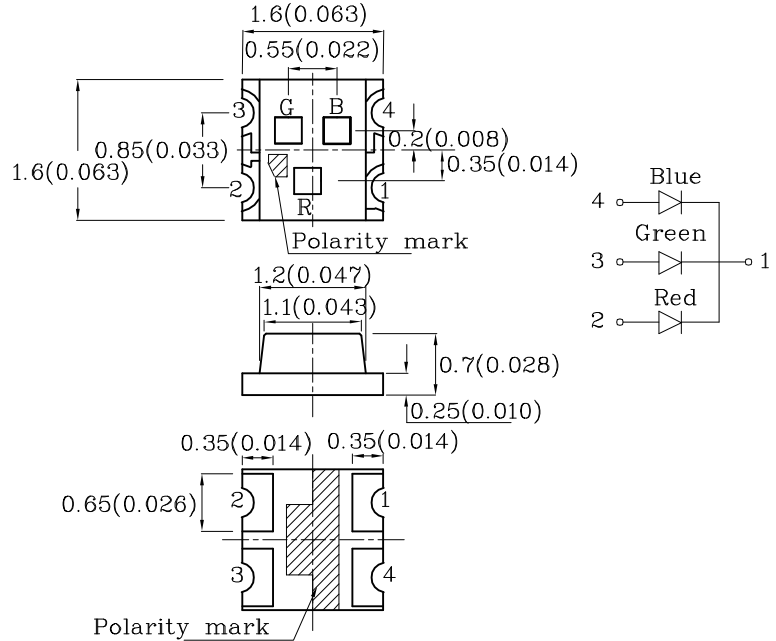 1.6(0.063)
0.55(0.022)
G B
3 4
0.2(0.008)
0.85(0.033)
0.35(0.014)
1.6(0.063)
2 1
R
Polarity mark
Blue
4
Green
3 1
Red
2
1.2(0.047)
1.1(0.043)
0.7(0.028)
0.25(0.010)
0.35(0.014) 0.35(0.014)
0.65(0.026)
2 1
3 4
Polarity mark